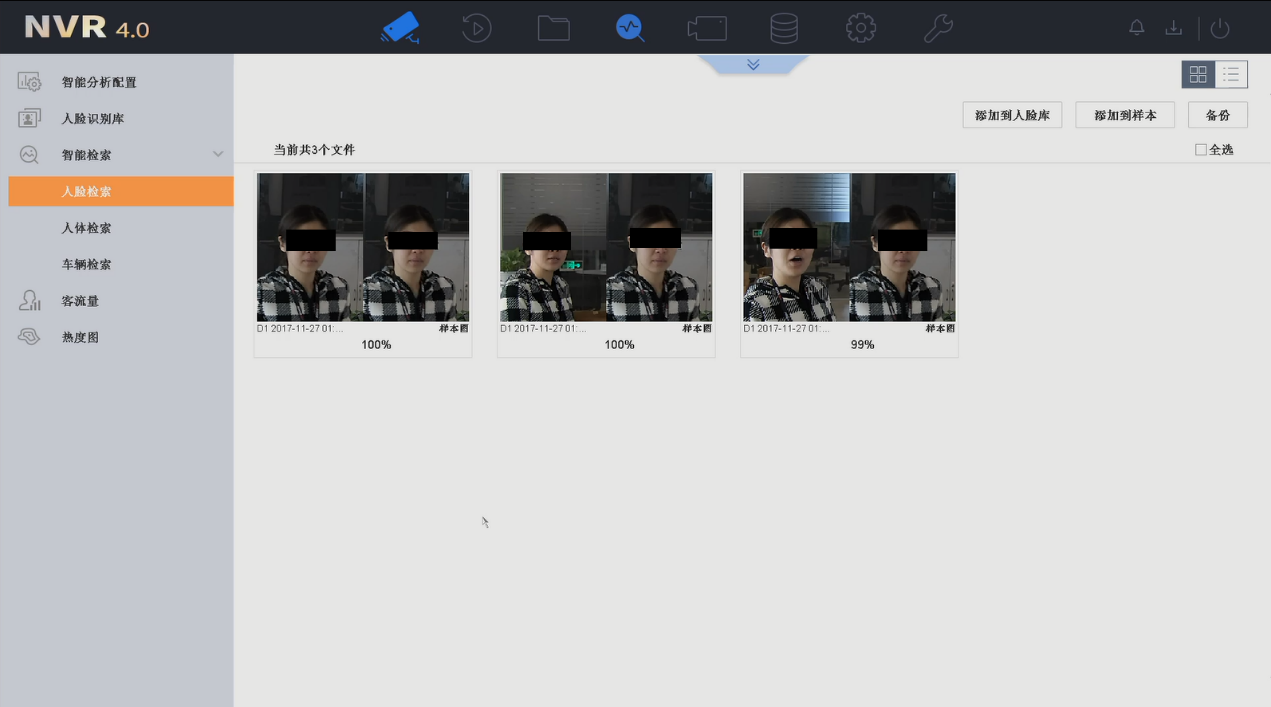 NVR 4.0
智能分析配置
人脸识别库
智能检索
人脸检索
人体检索
车辆检索
客流量
热度图
添加到人脸库 添加到样本 备份
当前共3个文件 全选
D1 2017-11-27 01:... 样本图 D1 2017-11-27 01:... 样本图 D1 2017-11-27 01:... 样本图
100% 100% 99%